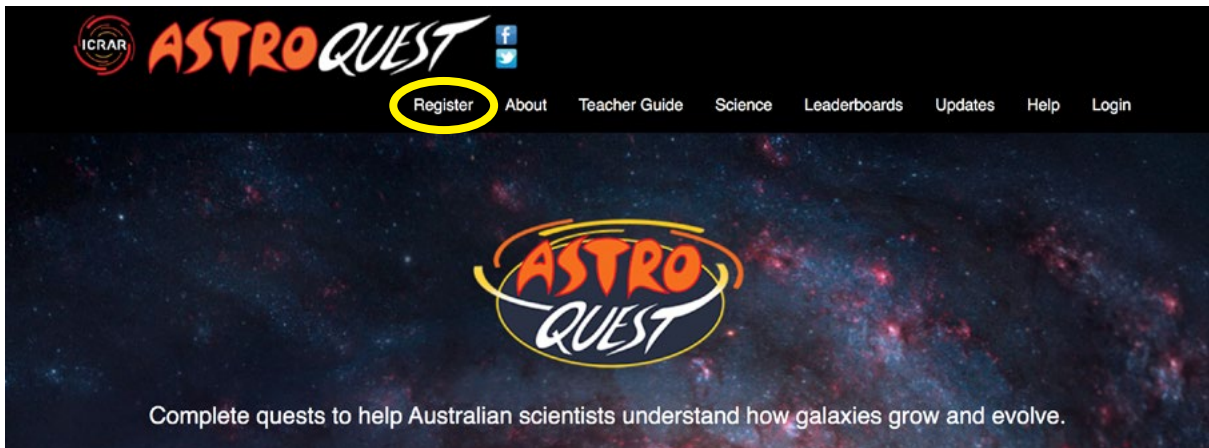 ICRAR ASTROQUEST
Register About Teacher Guide Science Leaderboards Updates Help Login
ASTRO
QUEST
Complete quests to help Australian scientists understand how galaxies grow and evolve.